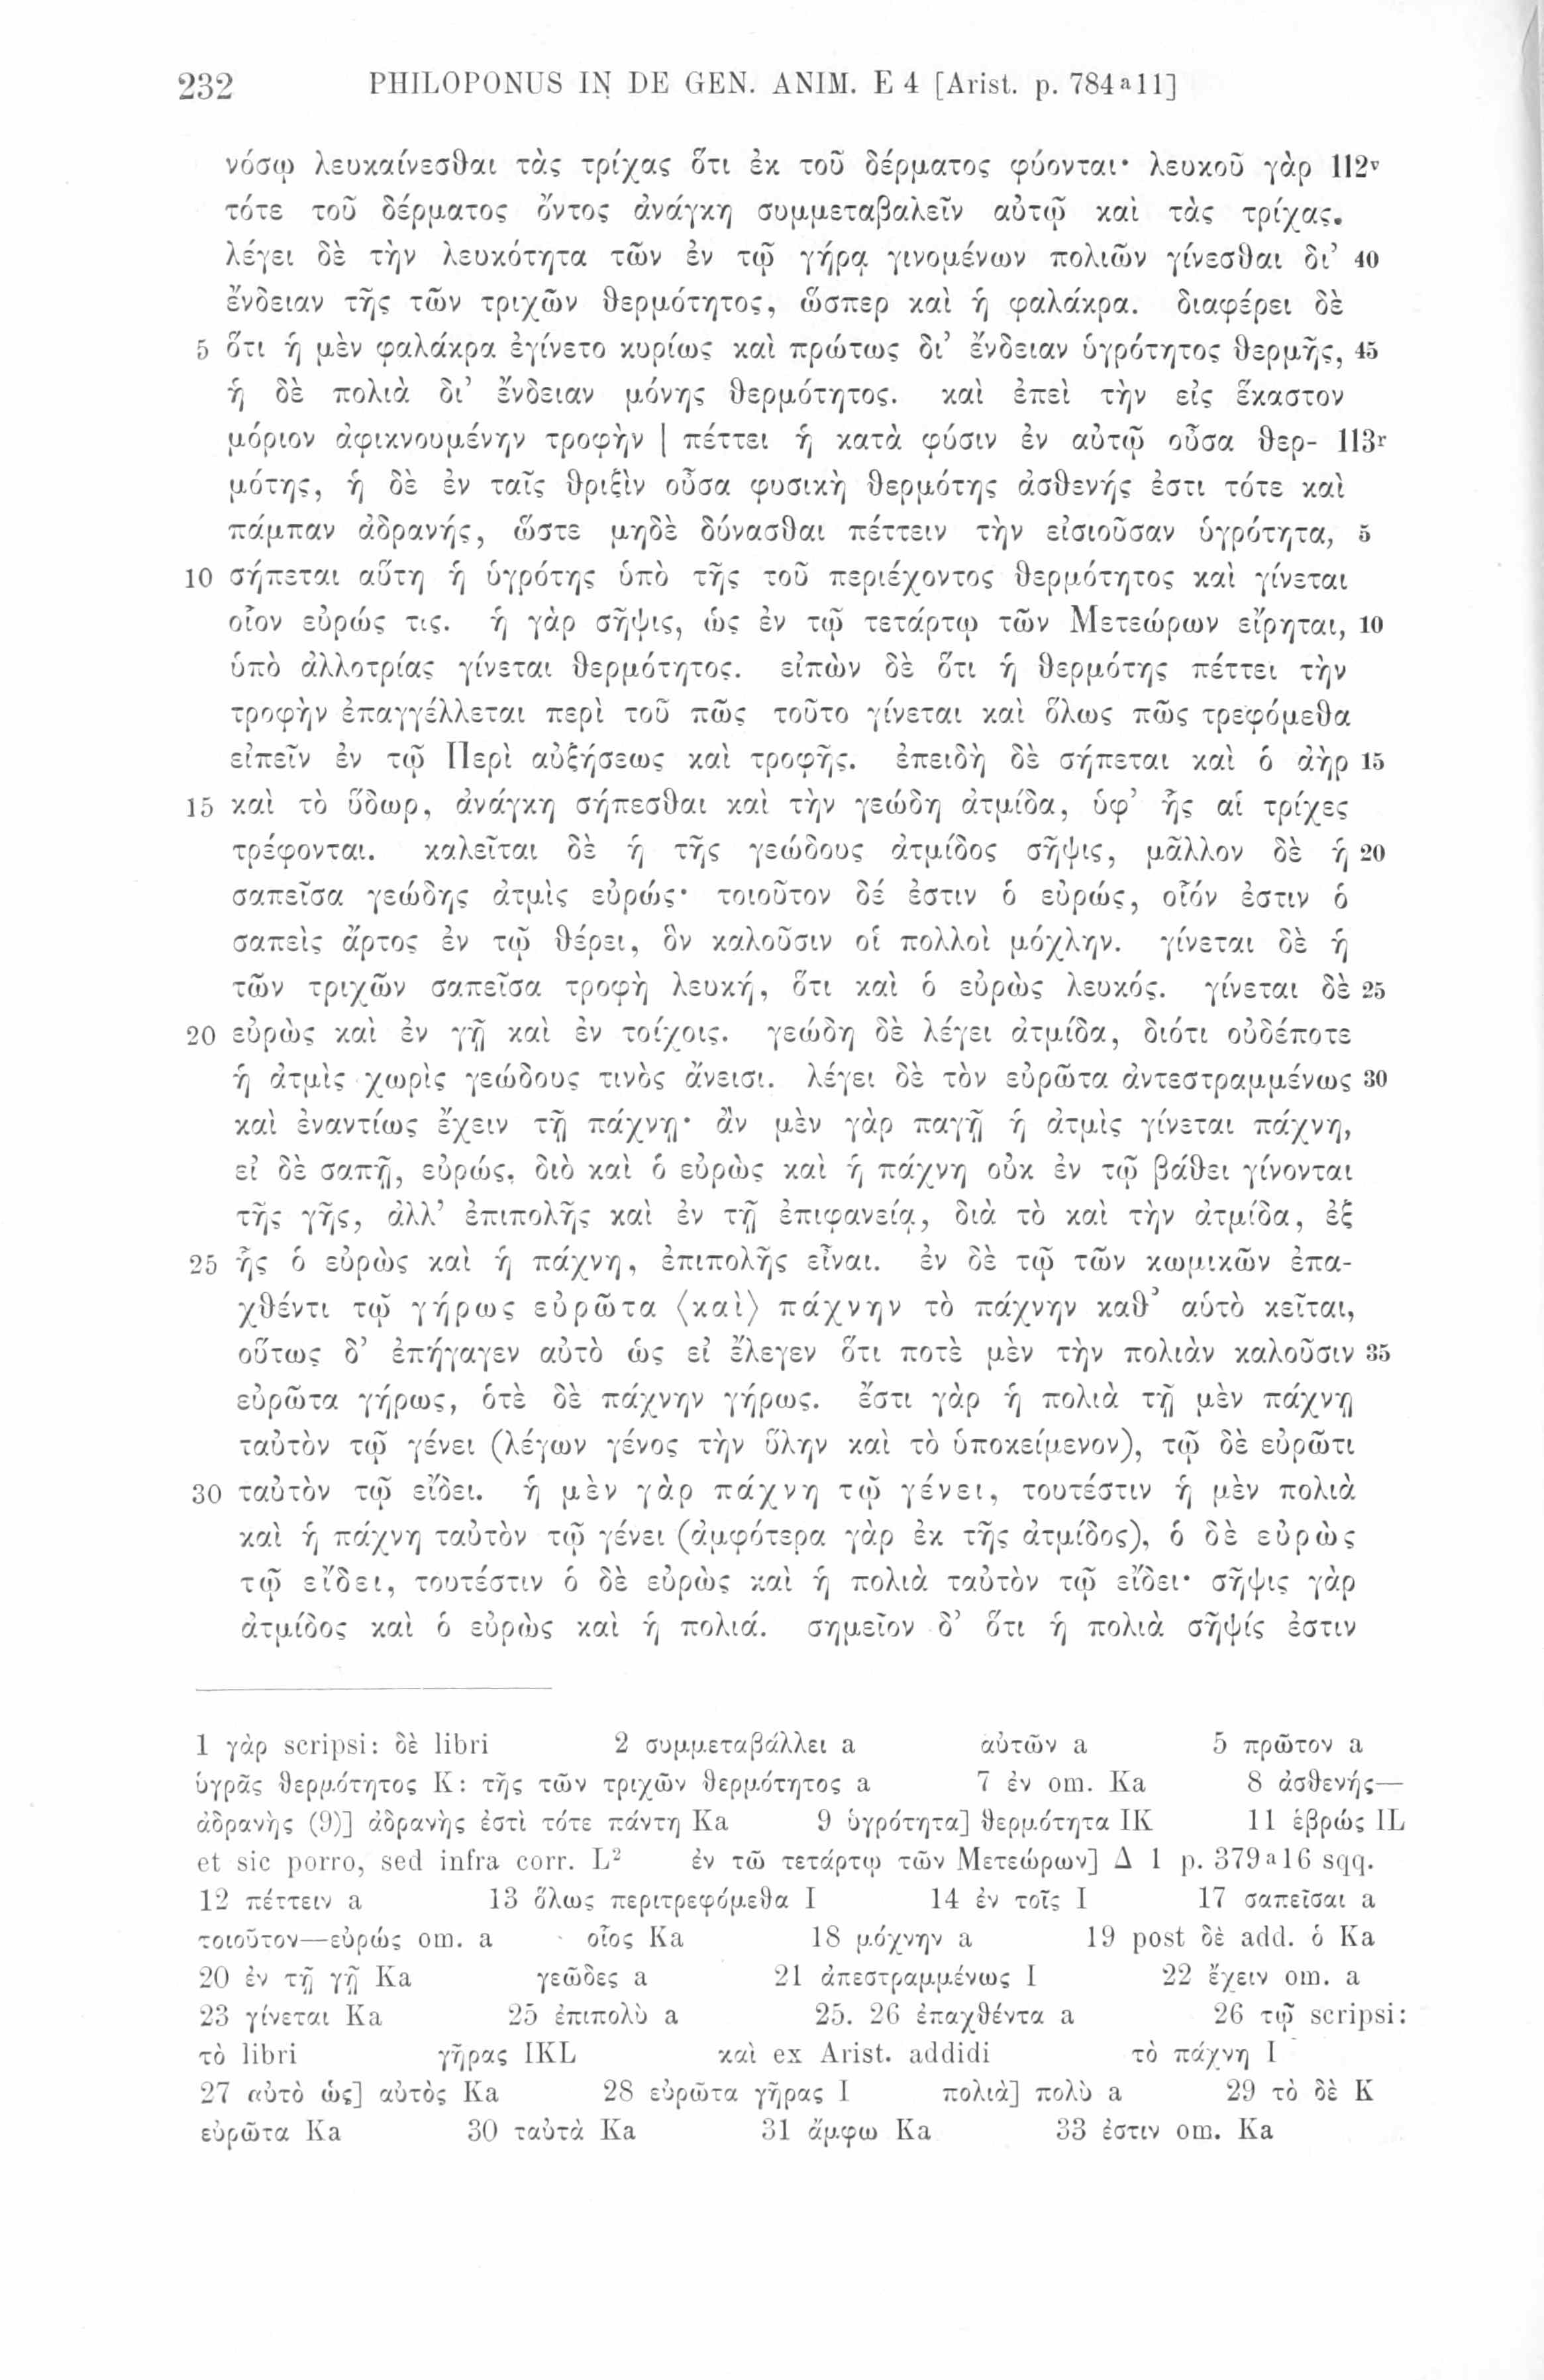 232 PHILOPONUS IN DE GEN. ANIM. E 4 [Arist. p. 784ᵃ11]
νόσῳ λευκαίνεσθαι τὰς τρίχας ὅτι ἐκ τοῦ δέρματος φύονται· λευκοῦ γὰρ 112ᵛ
τότε τοῦ δέρματος ὄντος ἀνάγκη συμμεταβαλεῖν αὐτῷ καὶ τὰς τρίχας.
λέγει δὲ τὴν λευκότητα τῶν ἐν τῷ γήρᾳ γινομένων πολιῶν γίνεσθαι δι’ 40
ἔνδειαν τῆς τῶν τριχῶν θερμότητος, ὥσπερ καὶ ἡ φαλάκρα. διαφέρει δὲ
5 ὅτι ἡ μὲν φαλάκρα ἐγίνετο κυρίως καὶ πρώτως δι’ ἔνδειαν ὑγρότητος θερμῆς, 45
ἡ δὲ πολιὰ δι’ ἔνδειαν μόνης θερμότητος. καὶ ἐπεὶ τὴν εἰς ἕκαστον
μόριον ἀφικνουμένην τροφὴν | πέττει ἡ κατὰ φύσιν ἐν αὐτῷ οὖσα θερ- 113ʳ
μότης, ἡ δὲ ἐν ταῖς θριξὶν οὖσα φυσικὴ θερμότης ἀσθενής ἐστι τότε καὶ
πάμπαν ἀδρανής, ὥστε μηδὲ δύνασθαι πέττειν τὴν εἰσιοῦσαν ὑγρότητα, 5
10 σήπεται αὕτη ἡ ὑγρότης ὑπὸ τῆς τοῦ περιέχοντος θερμότητος καὶ γίνεται
οἷον εὐρώς τις. ἡ γὰρ σῆψις, ὡς ἐν τῷ τετάρτῳ τῶν Μετεώρων εἴρηται, 10
ὑπὸ ἀλλοτρίας γίνεται θερμότητος. εἰπὼν δὲ ὅτι ἡ θερμότης πέττει τὴν
τροφὴν ἐπαγγέλλεται περὶ τοῦ πῶς τοῦτο γίνεται καὶ ὅλως πῶς τρεφόμεθα
εἰπεῖν ἐν τῷ Περὶ αὐξήσεως καὶ τροφῆς. ἐπειδὴ δὲ σήπεται καὶ ὁ ἀὴρ 15
15 καὶ τὸ ὕδωρ, ἀνάγκη σήπεσθαι καὶ τὴν γεώδη ἀτμίδα, ὑφ’ ἧς αἱ τρίχες
τρέφονται. καλεῖται δὲ ἡ τῆς γεώδους ἀτμίδος σῆψις, μᾶλλον δὲ ἡ 20
σαπεῖσα γεώδης ἀτμὶς εὐρώς· τοιοῦτον δέ ἐστιν ὁ εὐρώς, οἷόν ἐστιν ὁ
σαπεὶς ἄρτος ἐν τῷ θέρει, ὃν καλοῦσιν οἱ πολλοὶ μόχλην. γίνεται δὲ ἡ
τῶν τριχῶν σαπεῖσα τροφὴ λευκή, ὅτι καὶ ὁ εὐρὼς λευκός. γίνεται δὲ 25
20 εὐρὼς καὶ ἐν γῇ καὶ ἐν τοίχοις. γεώδη δὲ λέγει ἀτμίδα, διότι οὐδέποτε
ἡ ἀτμὶς χωρὶς γεώδους τινὸς ἄνεισι. λέγει δὲ τὸν εὐρῶτα ἀντεστραμμένως 30
καὶ ἐναντίως ἔχειν τῇ πάχνῃ· ἂν μὲν γὰρ παγῇ ἡ ἀτμὶς γίνεται πάχνη,
εἰ δὲ σαπῇ, εὐρώς. διὸ καὶ ὁ εὐρὼς καὶ ἡ πάχνη οὐκ ἐν τῷ βάθει γίνονται
τῆς γῆς, ἀλλ’ ἐπιπολῆς καὶ ἐν τῇ ἐπιφανείᾳ, διὰ τὸ καὶ τὴν ἀτμίδα, ἐξ
25 ἧς ὁ εὐρὼς καὶ ἡ πάχνη, ἐπιπολῆς εἶναι. ἐν δὲ τῷ τῶν κωμικῶν ἐπα-
χθέντι τῷ γήρως εὐρῶτα ⟨καὶ⟩ πάχνην τὸ πάχνην καθ’ αὑτὸ κεῖται,
οὕτως δ’ ἐπήγαγεν αὐτὸ ὡς εἰ ἔλεγεν ὅτι ποτὲ μὲν τὴν πολιὰν καλοῦσιν 35
εὐρῶτα γήρως, ὁτὲ δὲ πάχνην γήρως. ἔστι γὰρ ἡ πολιὰ τῇ μὲν πάχνῃ
ταὐτὸν τῷ γένει (λέγων γένος τὴν ὕλην καὶ τὸ ὑποκείμενον), τῷ δὲ εὐρῶτι
30 ταὐτὸν τῷ εἴδει. ἡ μὲν γὰρ πάχνη τῷ γένει, τουτέστιν ἡ μὲν πολιὰ
καὶ ἡ πάχνη ταὐτὸν τῷ γένει (ἀμφότερα γὰρ ἐκ τῆς ἀτμίδος), ὁ δὲ εὐρὼς
τῷ εἴδει, τουτέστιν ὁ δὲ εὐρὼς καὶ ἡ πολιὰ ταὐτὸν τῷ εἴδει· σῆψις γὰρ
ἀτμίδος καὶ ὁ εὐρὼς καὶ ἡ πολιά. σημεῖον δ’ ὅτι ἡ πολιὰ σῆψίς ἐστιν
1 γὰρ scripsi: δὲ libri 2 συμμεταβάλλει a αὐτῶν a 5 πρῶτον a
ὑγρᾶς θερμότητος K: τῆς τῶν τριχῶν θερμότητος a 7 ἐν om. Ka 8 ἀσθενής—
ἀδρανὴς (9)] ἀδρανὴς ἐστὶ τότε πάντη Ka 9 ὑγρότητα] θερμότητα IK 11 ἑβρώς IL
et sic porro, sed infra corr. L² ἐν τῶ τετάρτῳ τῶν Μετεώρων] Δ 1 p. 379ᵃ16 sqq.
12 πέττειν a 13 ὅλως περιτρεφόμεθα I 14 ἐν τοῖς I 17 σαπεῖσαι a
τοιοῦτον—εὐρώς om. a οἷος Ka 18 μόχνην a 19 post δὲ add. ὁ Ka
20 ἐν τῇ γῇ Ka γεῶδες a 21 ἀπεστραμμένως I 22 ἔχειν om. a
23 γίνεται Ka 25 ἐπιπολὺ a 25. 26 ἐπαχθέντα a 26 τῷ scripsi:
τὸ libri γῆρας IKL καὶ ex Arist. addidi τὸ πάχνη I
27 αὐτὸ ὡς] αὐτὸς Ka 28 εὐρῶτα γῆρας I πολιὰ] πολὺ a 29 τὸ δὲ K
εὐρῶτα Ka 30 ταὐτὰ Ka 31 ἄμφω Ka 33 ἐστιν om. Ka